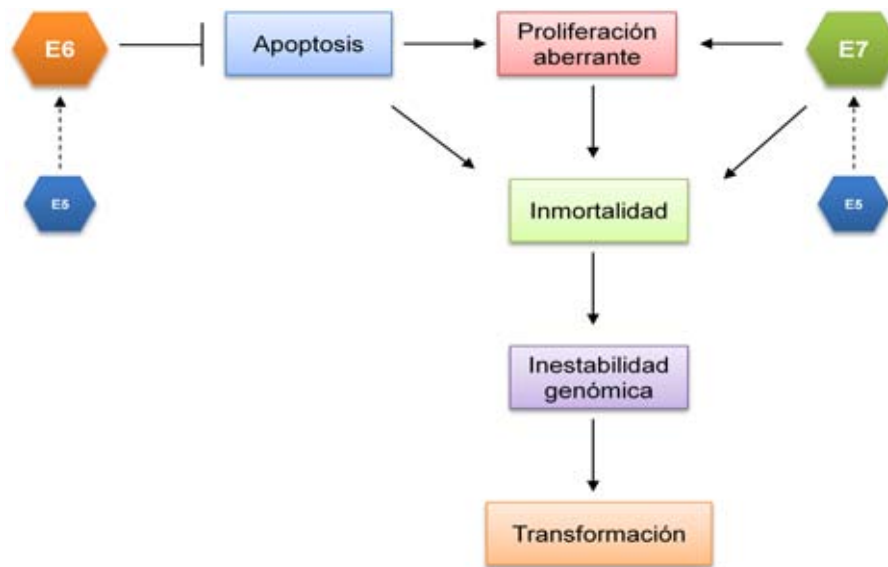 E6
Apoptosis
Proliferación
aberrante
E7
E5
Inmortalidad
E5
Inestabilidad
genómica
Transformación